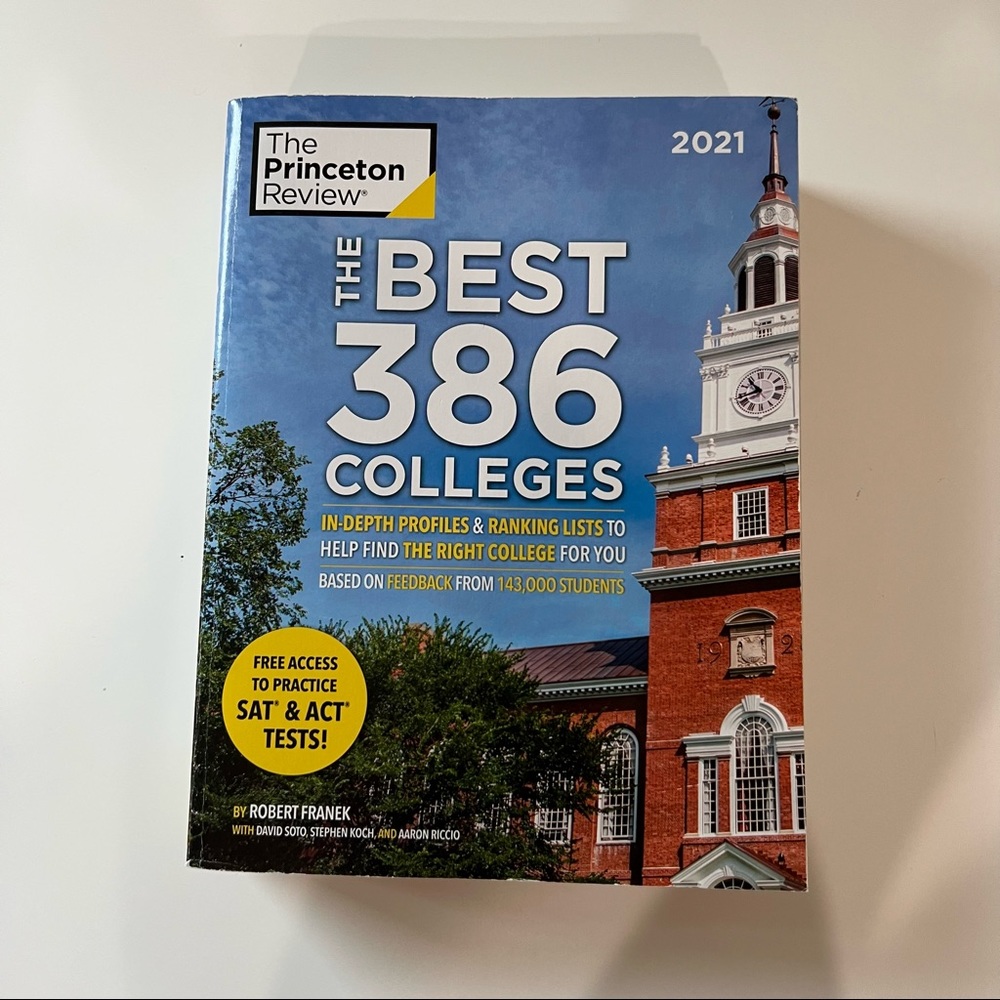 The
Princeton
Review®
2021
THE BEST
386
COLLEGES
IN-DEPTH PROFILES & RANKING LISTS TO
HELP FIND THE RIGHT COLLEGE FOR YOU
BASED ON FEEDBACK FROM 143,000 STUDENTS
192
FREE ACCESS
TO PRACTICE
SAT® & ACT®
TESTS!
BY ROBERT FRANEK
WITH DAVID SOTO, STEPHEN KOCH, AND AARON RICCIO